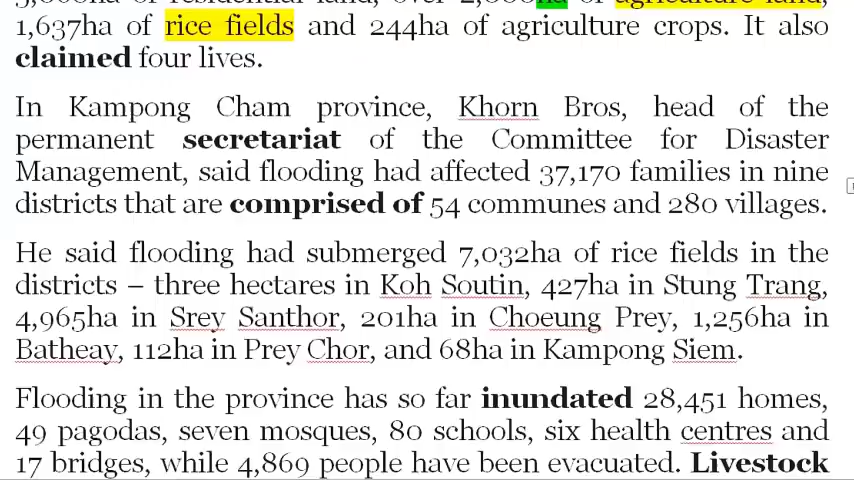 1,637ha of rice fields and 244ha of agriculture crops. It also
claimed four lives.
In Kampong Cham province, Khorn Bros, head of the
permanent secretariat of the Committee for Disaster
Management, said flooding had affected 37,170 families in nine
districts that are comprised of 54 communes and 280 villages.
He said flooding had submerged 7,032ha of rice fields in the
districts – three hectares in Koh Soutin, 427ha in Stung Trang,
4,965ha in Srey Santhor, 201ha in Choeung Prey, 1,256ha in
Batheay, 112ha in Prey Chor, and 68ha in Kampong Siem.
Flooding in the province has so far inundated 28,451 homes,
49 pagodas, seven mosques, 80 schools, six health centres and
17 bridges, while 4,869 people have been evacuated. Livestock